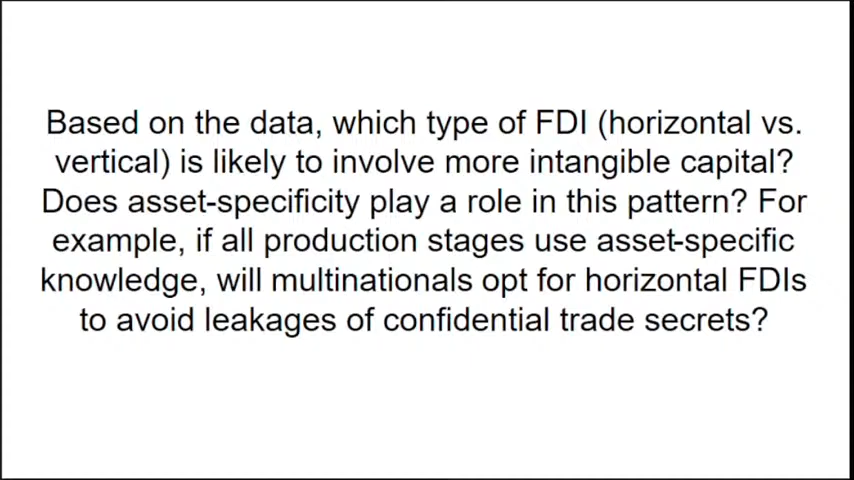 Based on the data, which type of FDI (horizontal vs.
vertical) is likely to involve more intangible capital?
Does asset-specificity play a role in this pattern? For
example, if all production stages use asset-specific
knowledge, will multinationals opt for horizontal FDIs
to avoid leakages of confidential trade secrets?